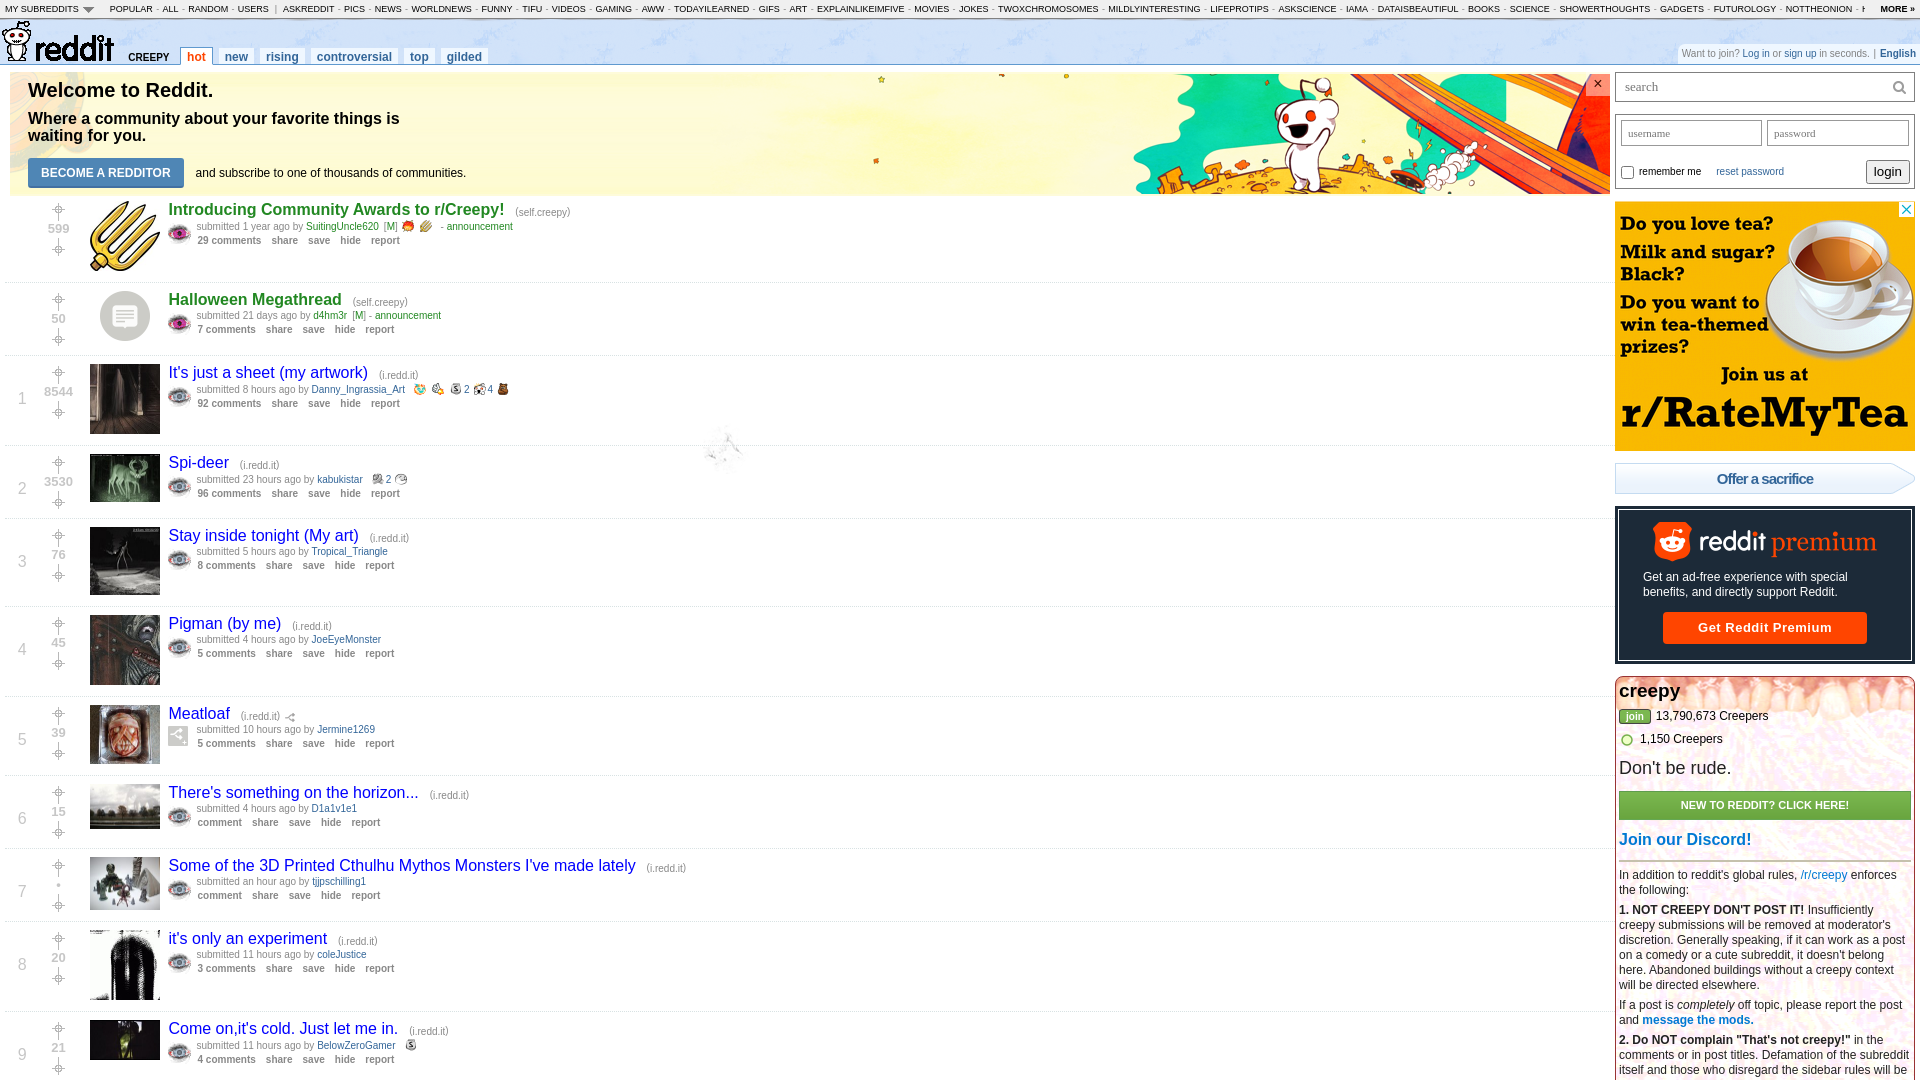 MY SUBREDDITS POPULAR - ALL - RANDOM - USERS | ASKREDDIT - PICS - NEWS - WORLDNEWS - FUNNY - TIFU - VIDEOS - GAMING - AWW - TODAYILEARNED - GIFS - ART - EXPLAINLIKEIMFIVE - MOVIES - JOKES - TWOXCHROMOSOMES - MILDLYINTERESTING - LIFEPROTIPS - ASKSCIENCE - IAMA - DATAISBEAUTIFUL - BOOKS - SCIENCE - SHOWERTHOUGHTS - GADGETS - FUTUROLOGY - NOTTHEONION - MORE »
reddit CREEPY hot new rising controversial top gilded
Want to join? Log in or sign up in seconds. | English
Welcome to Reddit.
Where a community about your favorite things is
waiting for you.
BECOME A REDDITOR and subscribe to one of thousands of communities.
×
599
Introducing Community Awards to r/Creepy! (self.creepy)
submitted 1 year ago by SuitingUncle620 [M] - announcement
29 comments share save hide report
50
Halloween Megathread (self.creepy)
submitted 21 days ago by d4hm3r [M] - announcement
7 comments share save hide report
1
8544
It's just a sheet (my artwork) (i.redd.it)
submitted 8 hours ago by Danny_Ingrassia_Art 2 4
92 comments share save hide report
2
3530
Spi-deer (i.redd.it)
submitted 23 hours ago by kabukistar 2
96 comments share save hide report
3
76
Stay inside tonight (My art) (i.redd.it)
submitted 5 hours ago by Tropical_Triangle
8 comments share save hide report
4
45
Pigman (by me) (i.redd.it)
submitted 4 hours ago by JoeEyeMonster
5 comments share save hide report
5
39
Meatloaf (i.redd.it)
submitted 10 hours ago by Jermine1269
5 comments share save hide report
6
15
There's something on the horizon... (i.redd.it)
submitted 4 hours ago by D1a1v1e1
comment share save hide report
7
•
Some of the 3D Printed Cthulhu Mythos Monsters I've made lately (i.redd.it)
submitted an hour ago by tjjpschilling1
comment share save hide report
8
20
it's only an experiment (i.redd.it)
submitted 11 hours ago by coleJustice
3 comments share save hide report
9
21
Come on,it's cold. Just let me in. (i.redd.it)
submitted 11 hours ago by BelowZeroGamer
4 comments share save hide report
search
username password
remember me reset password login
Do you love tea?
Milk and sugar?
Black?
Do you want to
win tea-themed
prizes?
Join us at
r/RateMyTea
Offer a sacrifice
reddit premium
Get an ad-free experience with special
benefits, and directly support Reddit.
Get Reddit Premium
creepy
join 13,790,673 Creepers
1,150 Creepers
Don't be rude.
NEW TO REDDIT? CLICK HERE!
Join our Discord!
In addition to reddit's global rules, /r/creepy enforces
the following:
1. NOT CREEPY DON'T POST IT! Insufficiently
creepy submissions will be removed at moderator's
discretion. Generally speaking, if it can work as a post
on a comedy or a cute subreddit, it doesn't belong
here. Abandoned buildings without a creepy context
will be directed elsewhere.
If a post is completely off topic, please report the post
and message the mods.
2. Do NOT complain "That's not creepy!" in the
comments or in post titles. Defamation of the subreddit
itself and those who disregard the sidebar rules will be